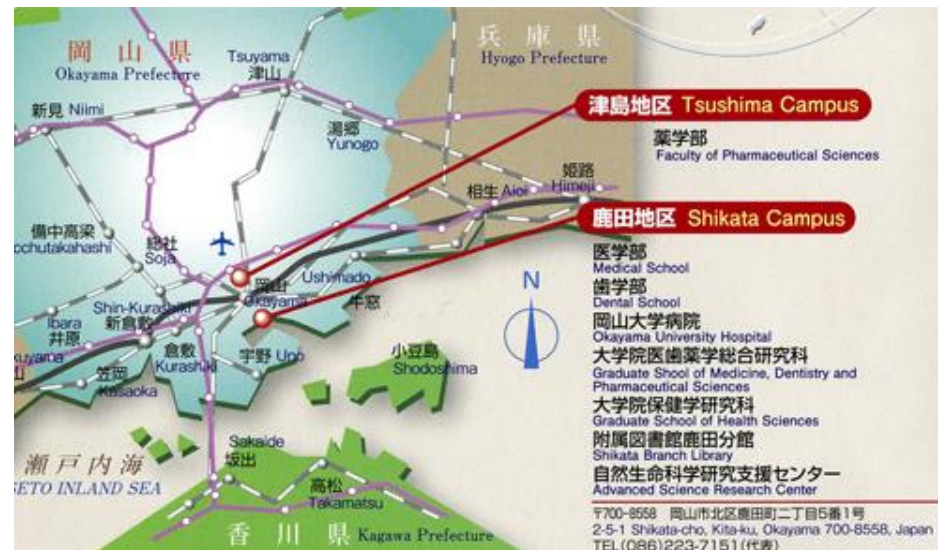 岡山県
Okayama Prefecture
兵庫県
Hyogo Prefecture
Tsuyama
津山
新見 Niimi
湯郷
Yunogo
津島地区 Tsushima Campus
薬学部
Faculty of Pharmaceutical Sciences
姫路
Himeji
相生 Aioi
鹿田地区 Shikata Campus
備中高梁
cchutakahashi
総社
Soja
岡山
Okayama
Ushimado
牛窓
N
Shin-Kurashiki
新倉敷
Ibara
井原
kuyama
山
倉敷
Kurashiki
宇野 Uno
小豆島
Shodoshima
笠岡
Kasaoka
医学部
Medical School
歯学部
Dental School
岡山大学病院
Okayama University Hospital
大学院医歯薬学総合研究科
Graduate Shool of Medicine, Dentistry and
Pharmaceutical Sciences
大学院保健学研究科
Graduate School of Health Sciences
附属図書館鹿田分館
Shikata Branch Library
自然生命科学研究支援センター
Advanced Science Research Center
瀬戸内海
SETO INLAND SEA
Sakaide
坂出
高松
Takamatsu
香川県 Kagawa Prefecture
〒700-8558 岡山市北区鹿田町二丁目5番1号
2-5-1 Shikata-cho, Kita-ku, Okayama 700-8558, Japan
TEL(086)223-7151(代表)